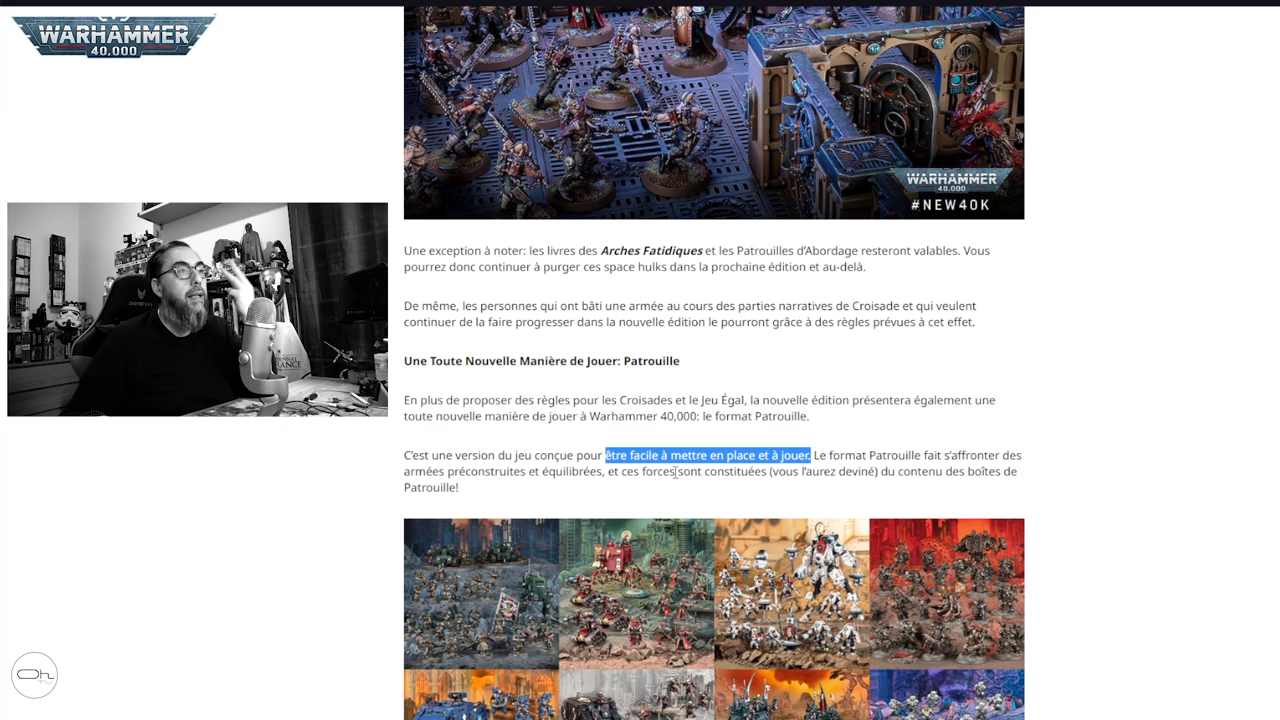 WARHAMMER
40,000
WARHAMMER
40,000
#NEW40K
Une exception à noter: les livres des Arches Fatidiques et les Patrouilles d’Abordage resteront valables. Vous
pourrez donc continuer à purger ces space hulks dans la prochaine édition et au-delà.
De même, les personnes qui ont bâti une armée au cours des parties narratives de Croisade et qui veulent
continuer de la faire progresser dans la nouvelle édition le pourront grâce à des règles prévues à cet effet.
Une Toute Nouvelle Manière de Jouer: Patrouille
En plus de proposer des règles pour les Croisades et le Jeu Égal, la nouvelle édition présentera également une
toute nouvelle manière de jouer à Warhammer 40,000: le format Patrouille.
C’est une version du jeu conçue pour être facile à mettre en place et à jouer. Le format Patrouille fait s’affronter des
armées préconstruites et équilibrées, et ces forces sont constituées (vous l’aurez deviné) du contenu des boîtes de
Patrouille!
Oh